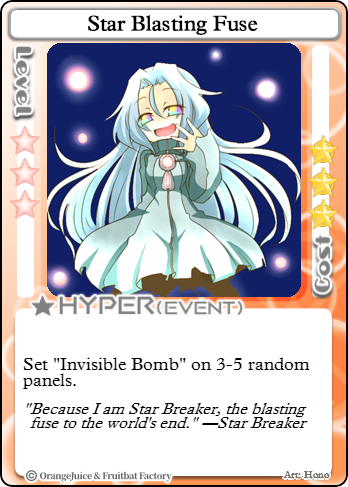 Star Blasting Fuse
Level
Cost
HYPER(EVENT)
Set "Invisible Bomb" on 3-5 random
panels.
"Because I am Star Breaker, the blasting
fuse to the world's end." —Star Breaker
© OrangeJuice & Fruitbat Factory
Art: Hono